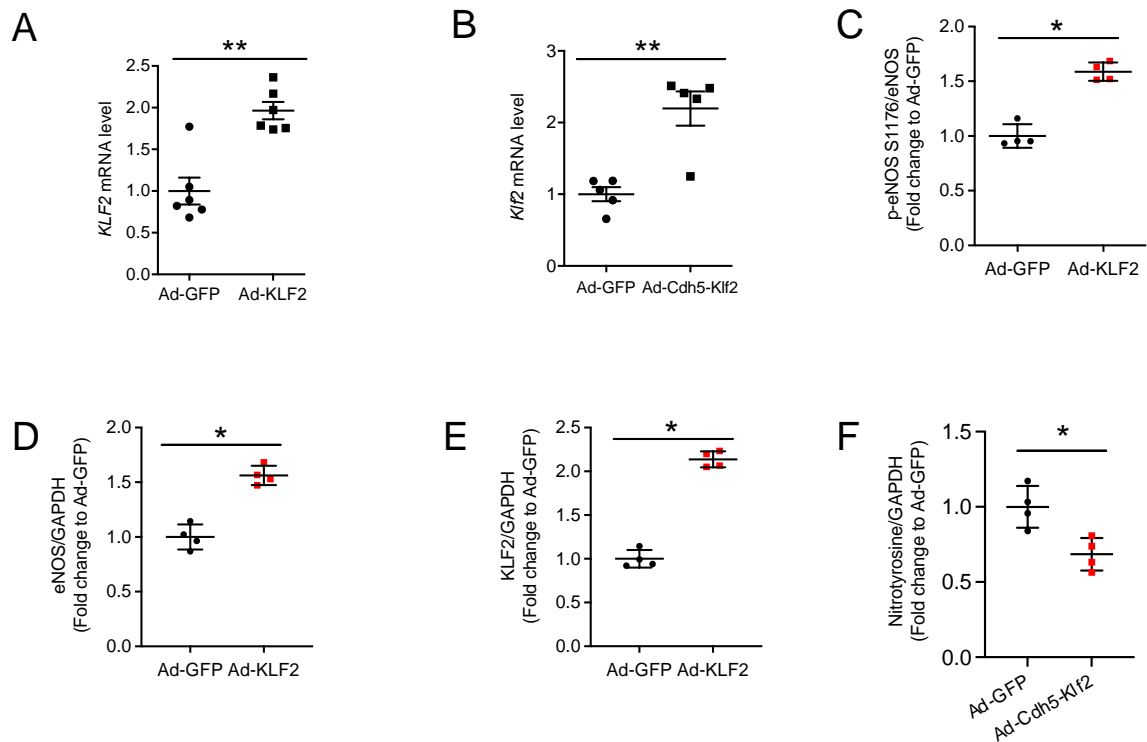 A
**
KLF2 mRNA level
2.5
2.0
1.5
1.0
0.5
0.0
Ad-GFP Ad-KLF2
B
**
Klf2 mRNA level
3
2
1
0
Ad-GFP Ad-Cdh5-Klf2
C
*
p-eNOS S1176/eNOS
(Fold change to Ad-GFP)
2.0
1.5
1.0
0.5
0.0
Ad-GFP Ad-KLF2
D
*
eNOS/GAPDH
(Fold change to Ad-GFP)
2.0
1.5
1.0
0.5
0.0
Ad-GFP Ad-KLF2
E
*
KLF2/GAPDH
(Fold change to Ad-GFP)
2.5
2.0
1.5
1.0
0.5
0.0
Ad-GFP Ad-KLF2
F
*
Nitrotyrosine/GAPDH
(Fold change to Ad-GFP)
1.5
1.0
0.5
0.0
Ad-GFP
Ad-Cdh5-Klf2